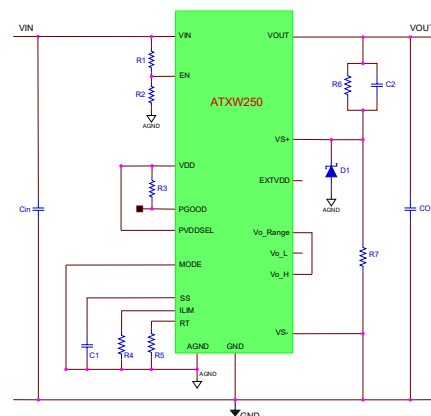 VIN
VOUT
VIN
VOUT
R1
EN
R6
C2
R2
ATXW250
AGND
VS+
VDD
D1
R3
EXTVDD
AGND
Cin
PGOOD
CO
PVDDSEL
Vo_Range
Vo_L
R7
MODE
Vo_H
SS
ILIM
RT
VS-
C1
R4
R5
AGND
GND
AGND
GND